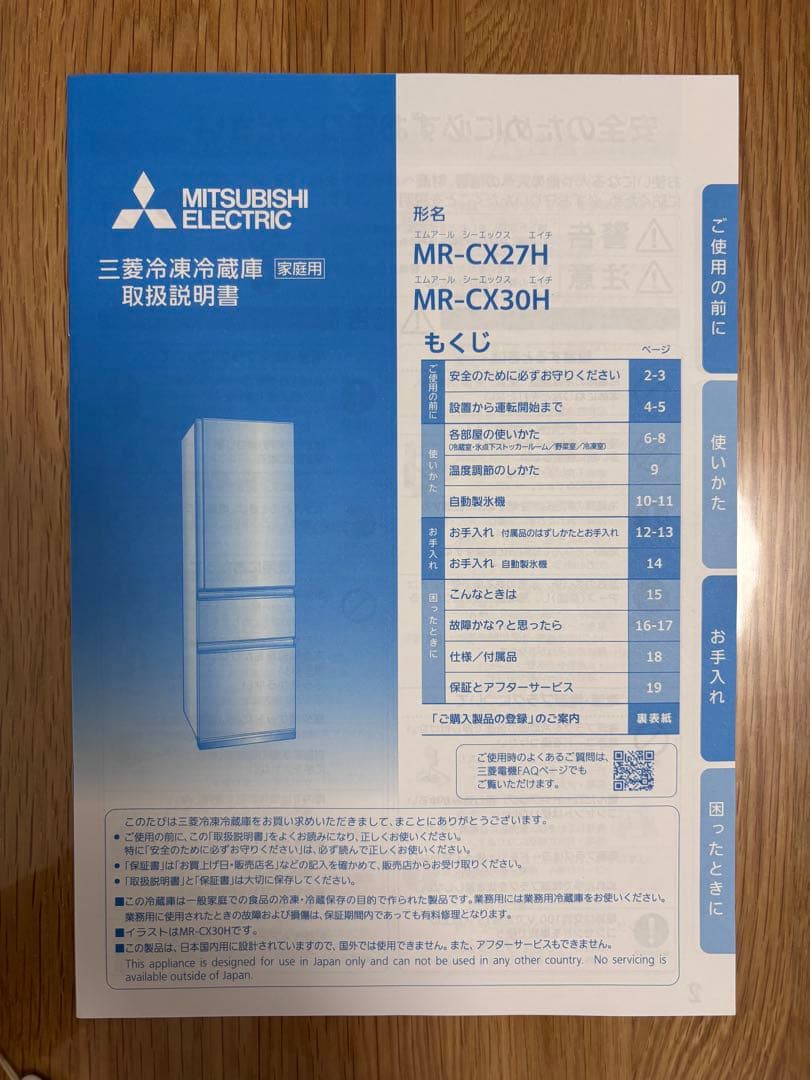 MITSUBISHI
ELECTRIC
三菱冷凍冷蔵庫 家庭用
取扱説明書
形名
エムアール シーエックス エイチ
MR-CX27H
エムアール シーエックス エイチ
MR-CX30H
もくじ
ページ
ご使用の前に
安全のために必ずお守りください 2-3
設置から運転開始まで 4-5
使いかた
各部屋の使いかた 6-8
(冷蔵室・氷点下ストッカールーム/野菜室/冷凍室)
温度調節のしかた 9
自動製氷機 10-11
お手入れ
お手入れ 付属品のはずしかたとお手入れ 12-13
お手入れ 自動製氷機 14
困ったときに
こんなときは 15
故障かな?と思ったら 16-17
仕様/付属品 18
保証とアフターサービス 19
「ご購入製品の登録」のご案内 裏表紙
ご使用時のよくあるご質問は、
三菱電機FAQページでも
ご覧いただけます。
このたびは三菱冷凍冷蔵庫をお買い求めいただきまして、まことにありがとうございます。
● ご使用の前に、この「取扱説明書」をよくお読みになり、正しくお使いください。
特に「安全のために必ずお守りください」は、必ず読んで正しくお使いください。
● 「保証書」は「お買上げ日・販売店名」などの記入を確かめて、販売店からお受け取りください。
● 「取扱説明書」と「保証書」は大切に保存してください。
■この冷蔵庫は一般家庭での食品の冷凍・冷蔵保存の目的で作られた製品です。業務用には業務用冷蔵庫をお使いください。
業務用に使用されたときの故障および損傷は、保証期間内であっても有料修理となります。
■イラストはMR-CX30Hです。
■この製品は、日本国内用に設計されていますので、国外では使用できません。また、アフターサービスもできません。
This appliance is designed for use in Japan only and can not be used in any other country. No servicing is
available outside of Japan.
ご使用の前に
使いかた
お手入れ
困ったときに